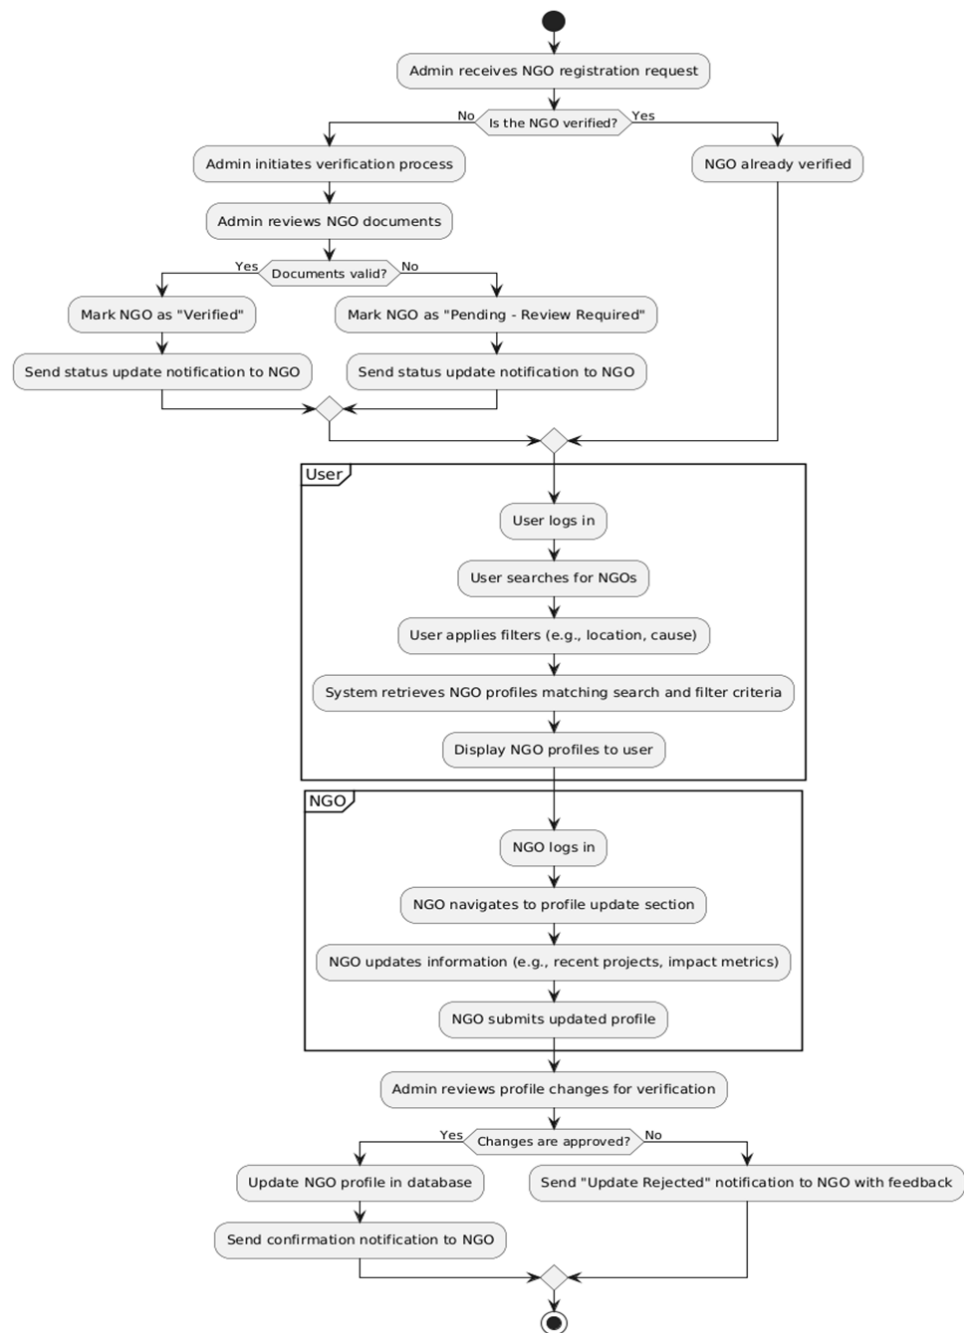 Admin receives NGO registration request
No
Is the NGO verified?
Yes
Admin initiates verification process
NGO already verified
Admin reviews NGO documents
Yes
Documents valid?
No
Mark NGO as "Verified"
Mark NGO as "Pending - Review Required"
Send status update notification to NGO
Send status update notification to NGO
User
User logs in
User searches for NGOs
User applies filters (e.g., location, cause)
System retrieves NGO profiles matching search and filter criteria
Display NGO profiles to user
NGO
NGO logs in
NGO navigates to profile update section
NGO updates information (e.g., recent projects, impact metrics)
NGO submits updated profile
Admin reviews profile changes for verification
Yes
Changes are approved?
No
Update NGO profile in database
Send "Update Rejected" notification to NGO with feedback
Send confirmation notification to NGO